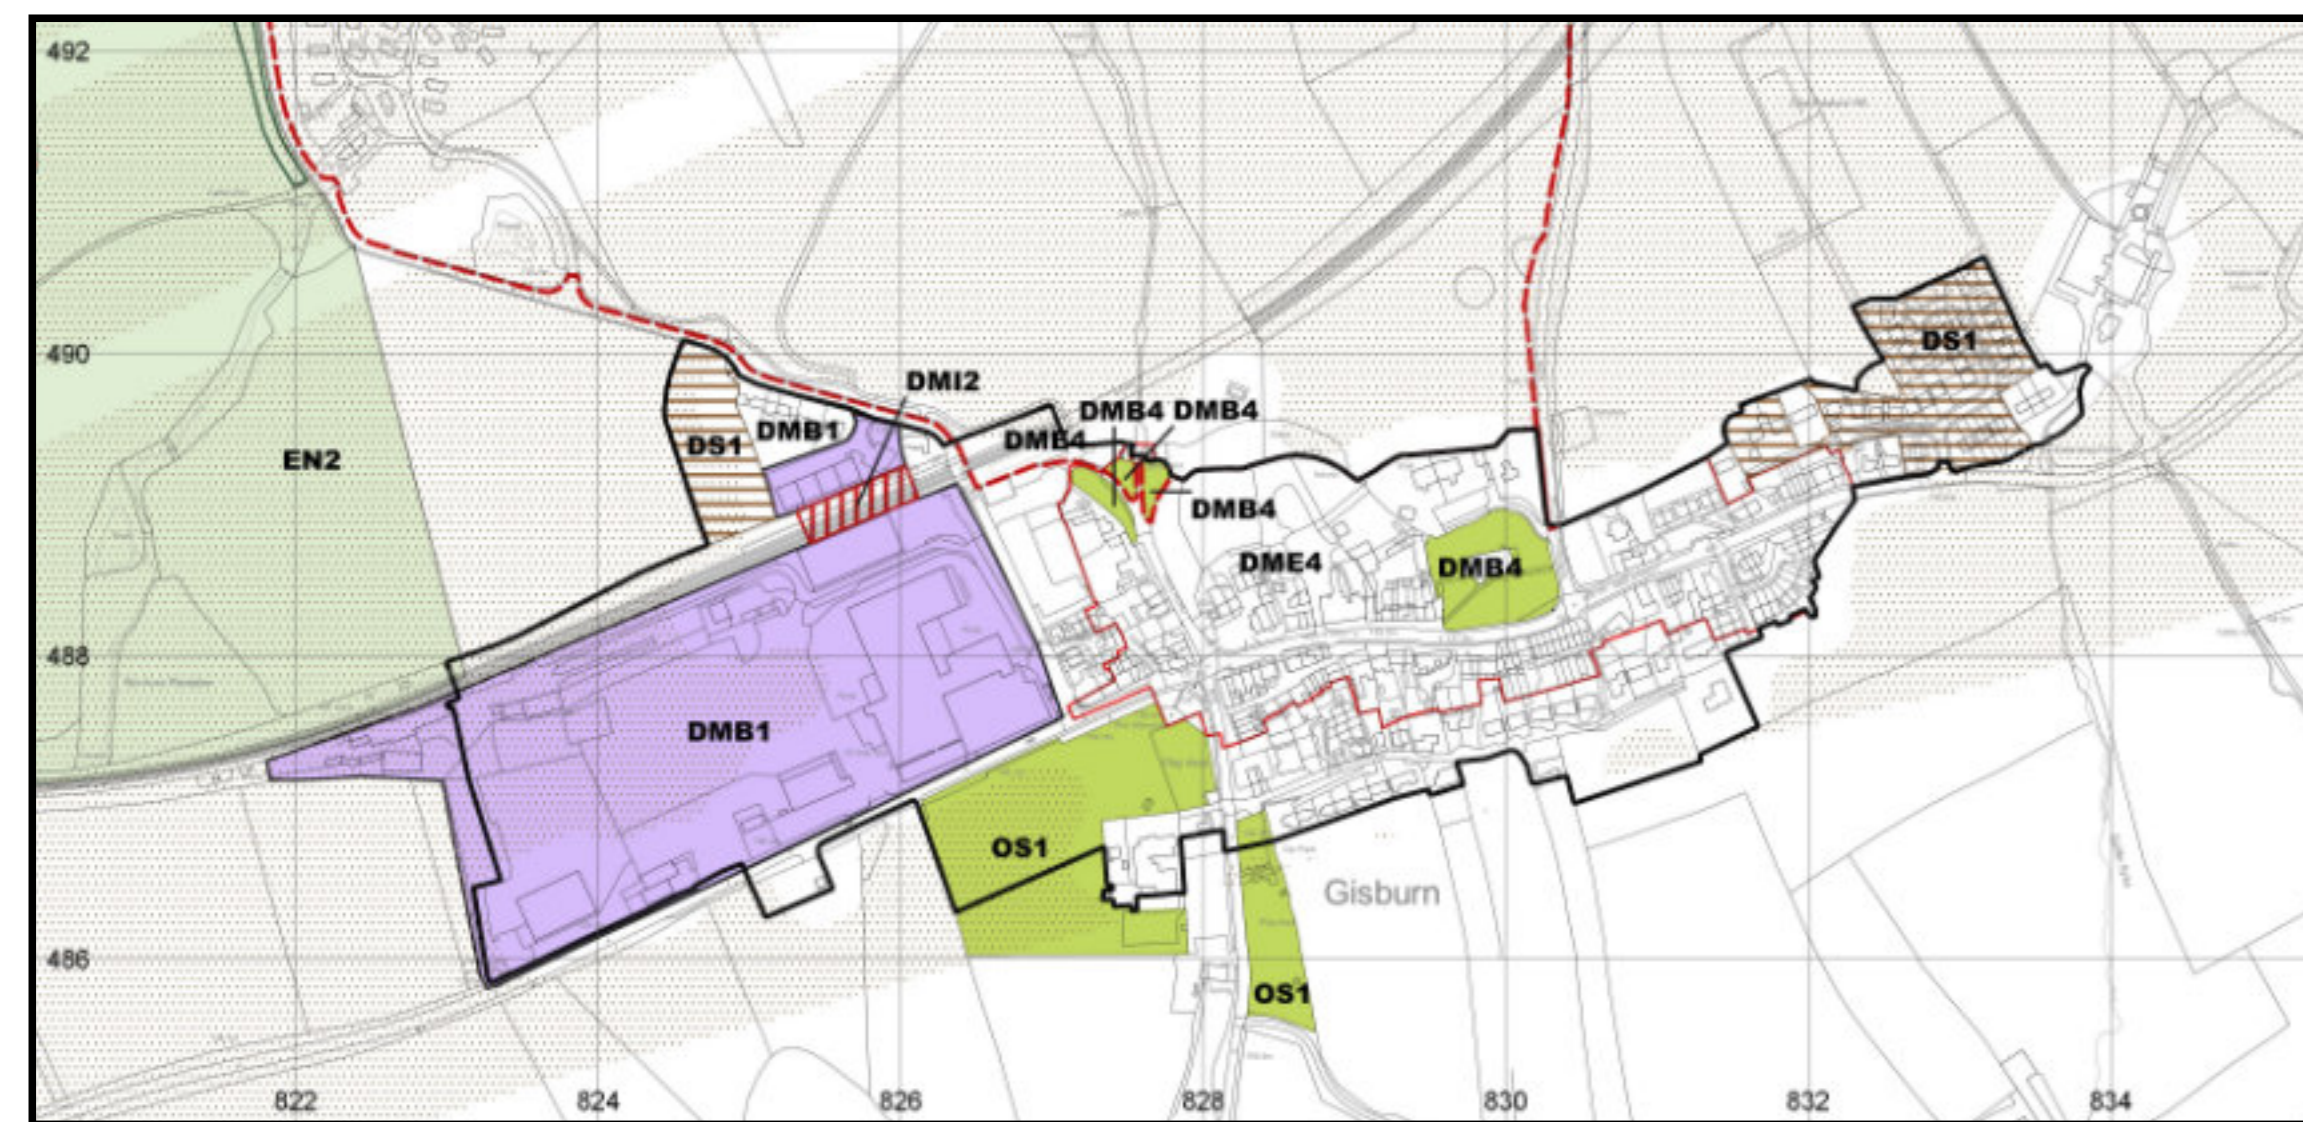 492
490
DS1
DMI2
DMB4 DMB4
DMB1
DMB4
DS1
EN2
DMB4
DME4
DMB4
488
DMB1
OS1
Gisburn
486
OS1
822 824 826 828 830 832 834